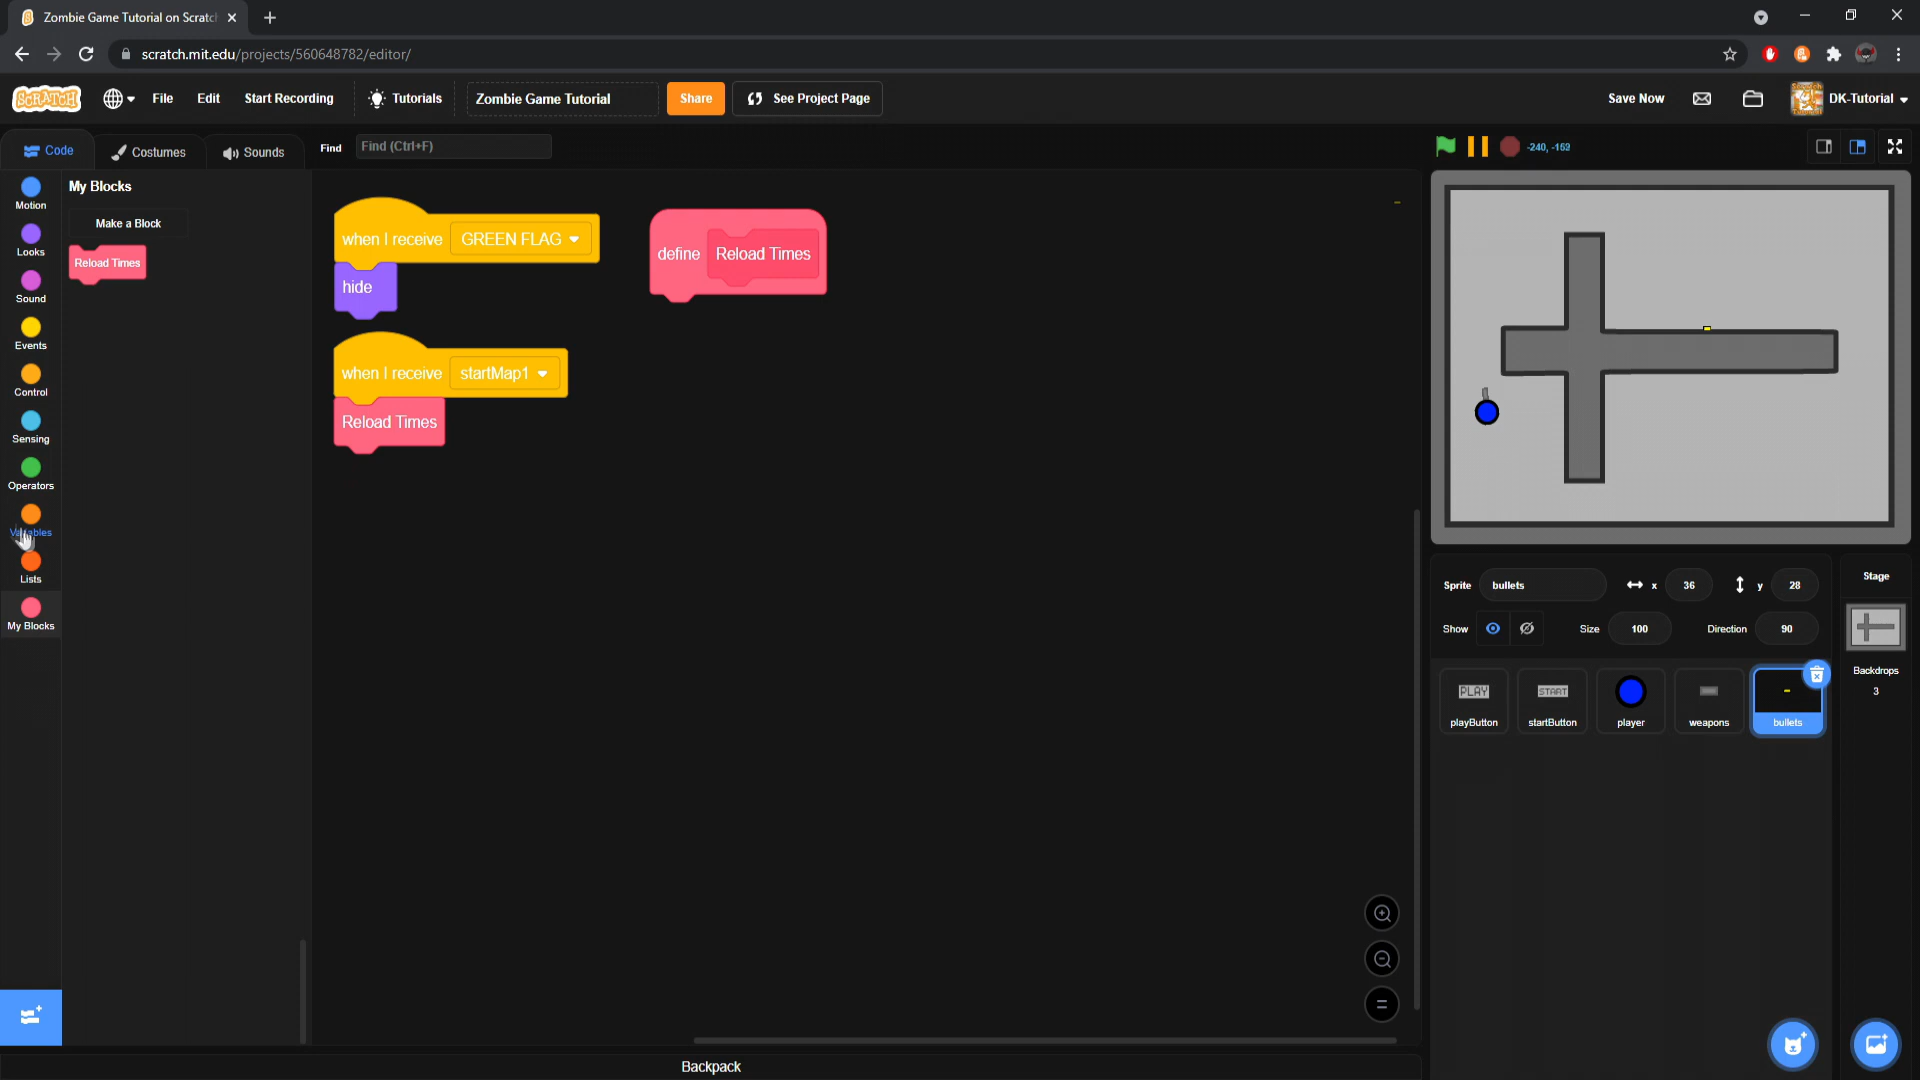 Zombie Game Tutorial on Scratch
scratch.mit.edu/projects/560648782/editor/
SCRATCH
File
Edit
Start Recording
Tutorials
Zombie Game Tutorial
Share
See Project Page
Save Now
DK-Tutorial
Code
Costumes
Sounds
Find
Find (Ctrl+F)
-240, -152
Motion
Looks
Sound
Events
Control
Sensing
Operators
Variables
Lists
My Blocks
My Blocks
Make a Block
Reload Times
when I receive GREEN FLAG
hide
when I receive startMap1
Reload Times
define Reload Times
Sprite bullets x 36 y 28
Show Size 100 Direction 90
PLAY
playButton
START
startButton
player
weapons
bullets
Stage
Backdrops
3
Backpack